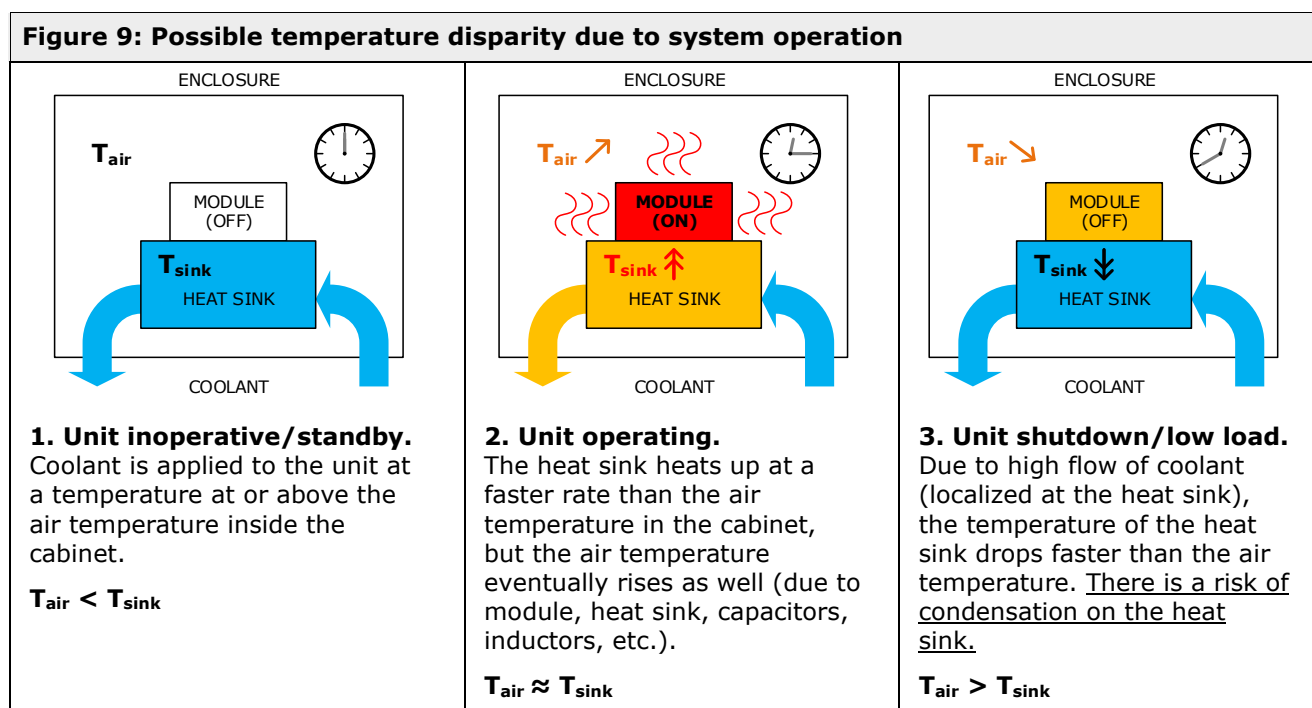 Figure 9: Possible temperature disparity due to system operation
ENCLOSURE
Tair
MODULE
(OFF)
Tsink
HEAT SINK
COOLANT
1. Unit inoperative/standby.
Coolant is applied to the unit at
a temperature at or above the
air temperature inside the
cabinet.
Tair < Tsink
ENCLOSURE
Tair
MODULE
(ON)
Tsink
HEAT SINK
COOLANT
2. Unit operating.
The heat sink heats up at a
faster rate than the air
temperature in the cabinet,
but the air temperature
eventually rises as well (due to
module, heat sink, capacitors,
inductors, etc.).
Tair ≈ Tsink
ENCLOSURE
Tair
MODULE
(OFF)
Tsink
HEAT SINK
COOLANT
3. Unit shutdown/low load.
Due to high flow of coolant
(localized at the heat sink),
the temperature of the heat
sink drops faster than the air
temperature. There is a risk of
condensation on the heat
sink.
Tair > Tsink